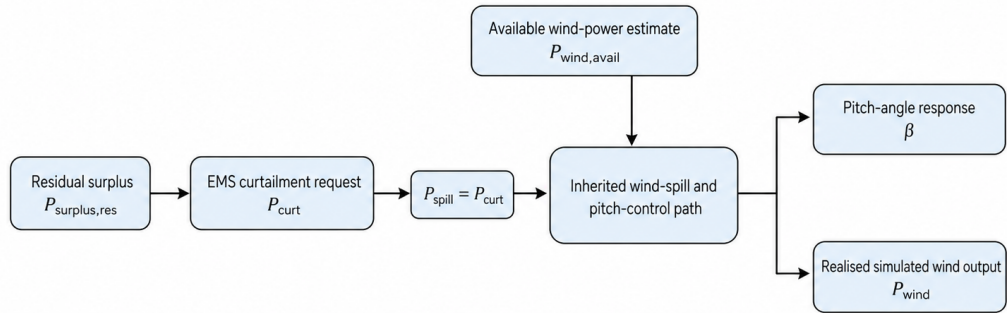 Available wind-power estimate
P_wind,avail
Residual surplus
P_surplus,res
EMS curtailment request
P_curt
P_spill = P_curt
Inherited wind-spill and
pitch-control path
Pitch-angle response
β
Realised simulated wind output
P_wind